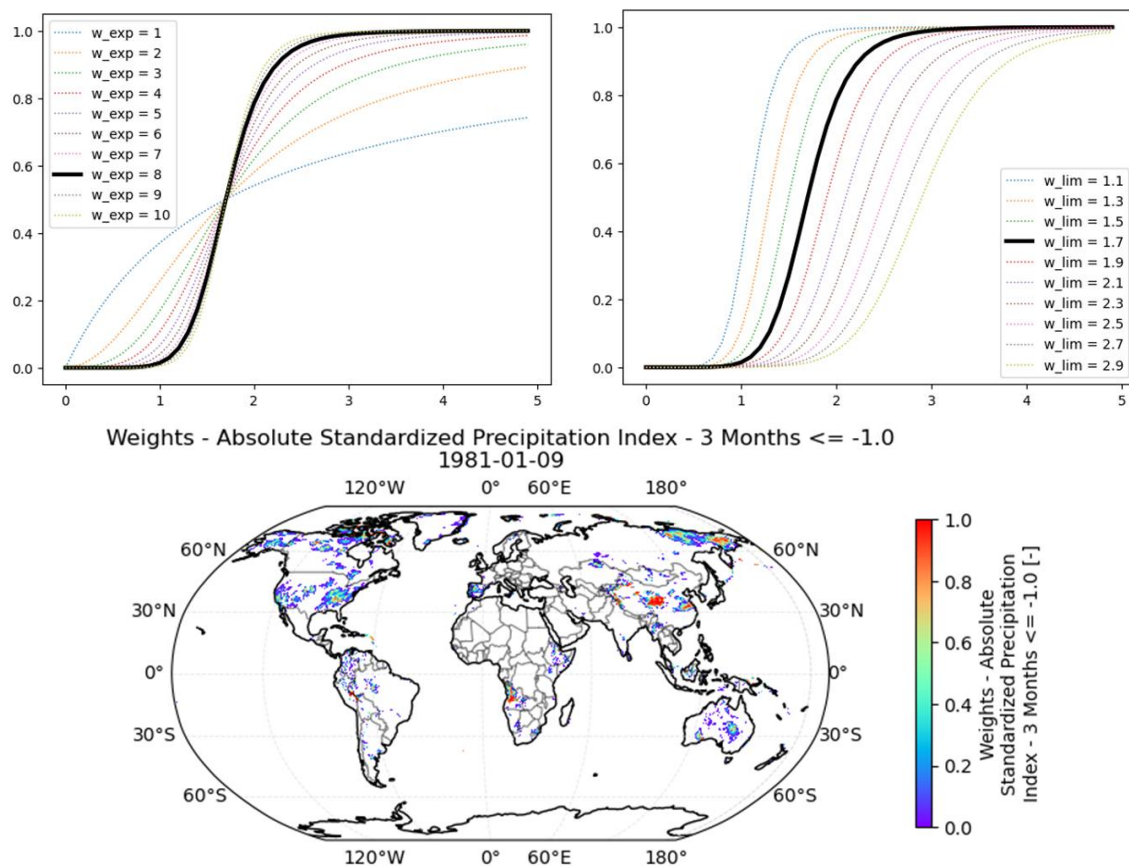 1.0
0.8
0.6
0.4
0.2
0.0
w_exp = 1
w_exp = 2
w_exp = 3
w_exp = 4
w_exp = 5
w_exp = 6
w_exp = 7
w_exp = 8
w_exp = 9
w_exp = 10
0 1 2 3 4 5
1.0
0.8
0.6
0.4
0.2
0.0
w_lim = 1.1
w_lim = 1.3
w_lim = 1.5
w_lim = 1.7
w_lim = 1.9
w_lim = 2.1
w_lim = 2.3
w_lim = 2.5
w_lim = 2.7
w_lim = 2.9
0 1 2 3 4 5
Weights - Absolute Standardized Precipitation Index - 3 Months <= -1.0
1981-01-09
120°W 0° 60°E 180°
60°N 60°N
30°N 30°N
0° 0°
30°S 30°S
60°S 60°S
120°W 0° 60°E 180°
1.0
0.8
0.6
0.4
0.2
0.0
Weights - Absolute
Standardized Precipitation
Index - 3 Months <= -1.0 [-]